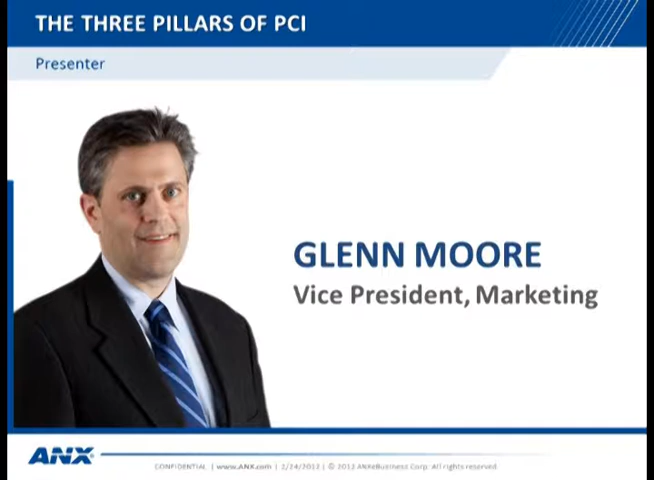 THE THREE PILLARS OF PCI
Presenter
GLENN MOORE
Vice President, Marketing
ANX
CONFIDENTIAL | www.ANX.com | 2/24/2012 | © 2012 ANXeBusiness Corp. All rights reserved.